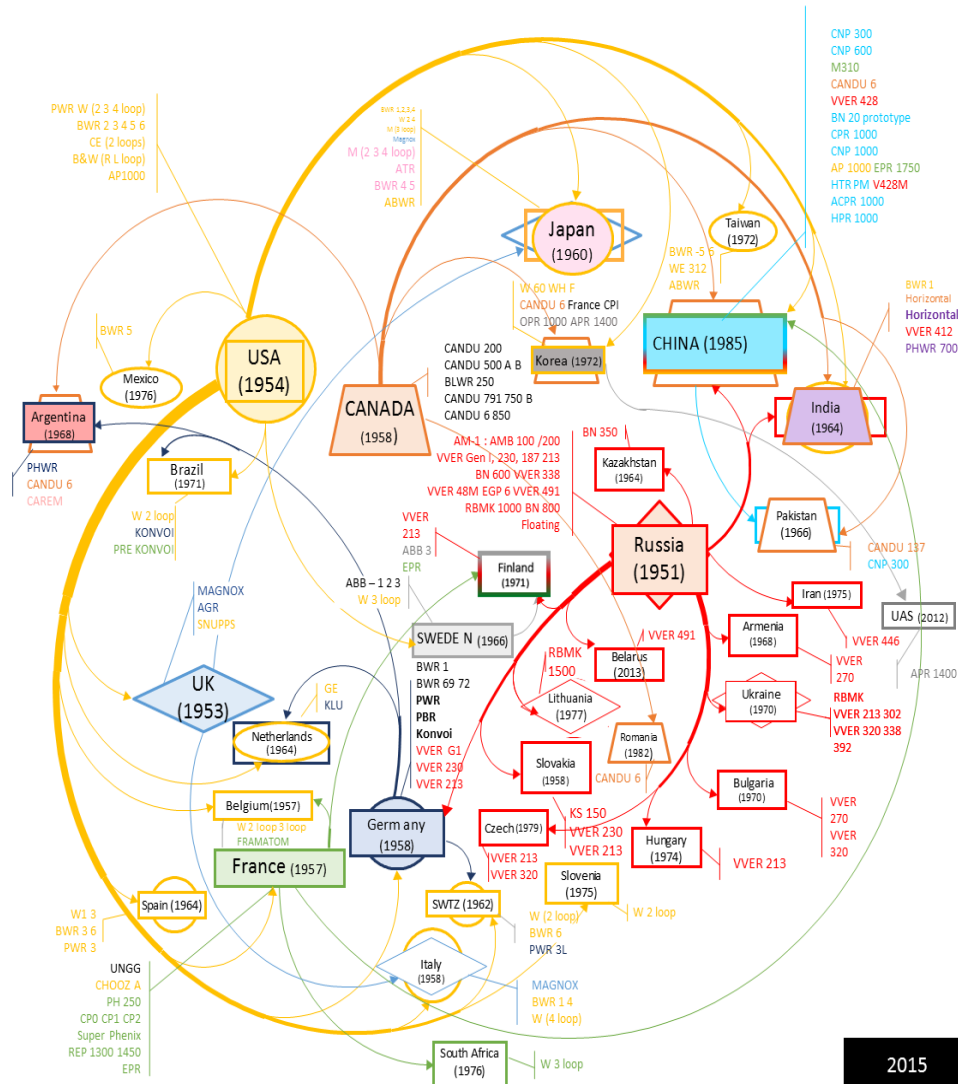 CNP 300
CNP 600
M310
CANDU 6
VVER 428
BN 20 prototype
CPR 1000
CNP 1000
AP 1000 EPR 1750
HTR PM V428M
ACPR 1000
HPR 1000
PWR W (2 3 4 loop)
BWR 2 3 4 5 6
CE (2 loops)
B&W (R L loop)
AP1000
BWR 1,2,3,4
W 2 4
M (3 loop)
Magnox
M (2 3 4 loop)
ATR
BWR 4 5
ABWR
Japan
(1960)
Taiwan
(1972)
BWR -5 6
WE 312
ABWR
W 60 WH F
CANDU 6 France CPI
OPR 1000 APR 1400
BWR 1
Horizontal
Horizontal
VVER 412
PHWR 700
BWR 5
USA
(1954)
Mexico
(1976)
Korea (1972)
CHINA (1985)
CANDU 200
CANDU 500 A B
BLWR 250
CANDU 791 750 B
CANDU 6 850
CANADA
(1958)
India
(1964)
Argentina
(1968)
PHWR
CANDU 6
CAREM
Brazil
(1971)
W 2 loop
KONVOI
PRE KONVOI
AM-1 : AMB 100 /200
VVER Gen I, 230, 187 213
BN 600 VVER 338
VVER 48M EGP 6 VVER 491
RBMK 1000 BN 800
Floating
BN 350
Kazakhstan
(1964)
Pakistan
(1966)
CANDU 137
CNP 300
VVER
213
ABB 3
EPR
Finland
(1971)
Russia
(1951)
ABB – 1 2 3
W 3 loop
MAGNOX
AGR
SNUPPS
Iran (1975)
VVER 446
UAS (2012)
APR 1400
Armenia
(1968)
VVER
270
SWEDE N (1966)
VVER 491
Belarus
(2013)
BWR 1
BWR 69 72
PWR
PBR
Konvoi
VVER G1
VVER 230
VVER 213
RBMK
1500
Lithuania
(1977)
Ukraine
(1970)
RBMK
VVER 213 302
VVER 320 338
392
UK
(1953)
GE
KLU
Netherlands
(1964)
Romania
(1982)
CANDU 6
Slovakia
(1958)
KS 150
VVER 230
VVER 213
Bulgaria
(1970)
VVER
270
VVER
320
Belgium(1957)
W 2 loop 3 loop
FRAMATOM
Germany
(1958)
Czech (1979)
VVER 213
VVER 320
Hungary
(1974)
VVER 213
France (1957)
Slovenia
(1975)
W 2 loop
Spain (1964)
W1 3
BWR 3 6
PWR 3
SWTZ (1962)
W (2 loop)
BWR 6
PWR 3L
Italy
(1958)
MAGNOX
BWR 1 4
W (4 loop)
UNGG
CHOOZ A
PH 250
CP0 CP1 CP2
Super Phenix
REP 1300 1450
EPR
South Africa
(1976)
W 3 loop
2015